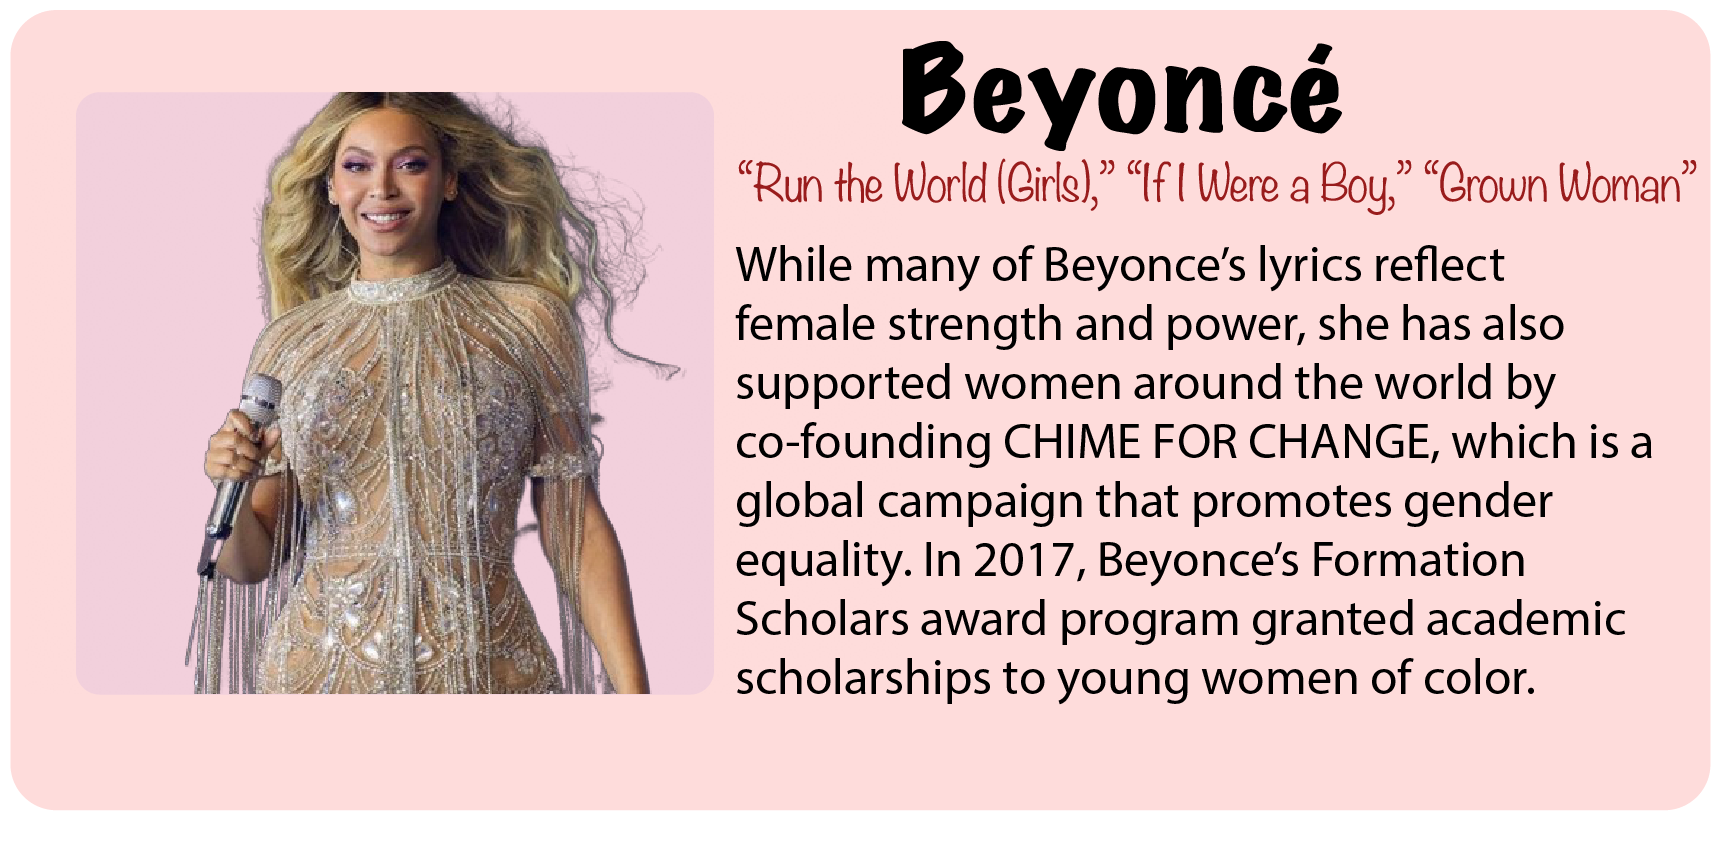 Beyoncé
“Run the World (Girls),” “If I Were a Boy,” “Grown Woman”
While many of Beyonce’s lyrics reflect
female strength and power, she has also
supported women around the world by
co-founding CHIME FOR CHANGE, which is a
global campaign that promotes gender
equality. In 2017, Beyonce’s Formation
Scholars award program granted academic
scholarships to young women of color.